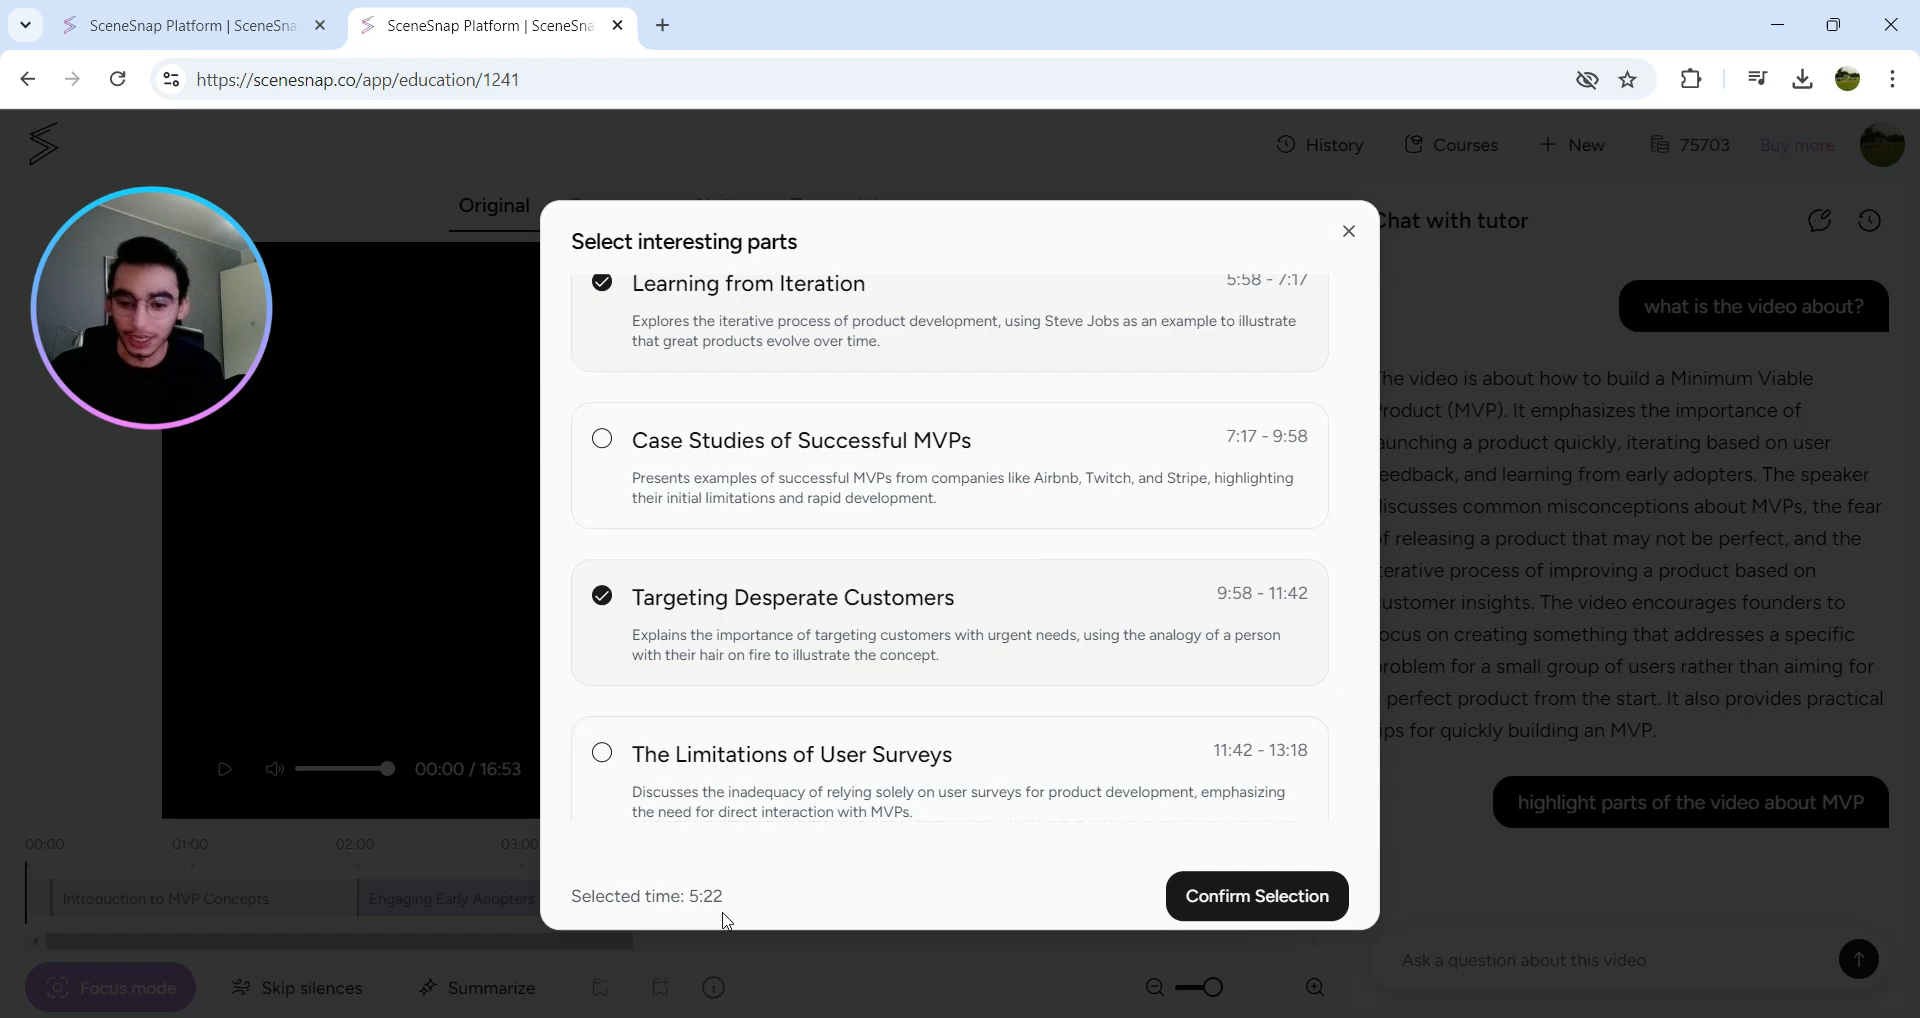 SceneSnap Platform | SceneSna
SceneSnap Platform | SceneSna
https://scenesnap.co/app/education/1241
History
Courses
New
75703
Buy more
Original
Chat with tutor
Select interesting parts
Learning from Iteration
5:58 - 7:17
Explores the iterative process of product development, using Steve Jobs as an example to illustrate
that great products evolve over time.
Case Studies of Successful MVPs
7:17 - 9:58
Presents examples of successful MVPs from companies like Airbnb, Twitch, and Stripe, highlighting
their initial limitations and rapid development.
Targeting Desperate Customers
9:58 - 11:42
Explains the importance of targeting customers with urgent needs, using the analogy of a person
with their hair on fire to illustrate the concept.
The Limitations of User Surveys
11:42 - 13:18
Discusses the inadequacy of relying solely on user surveys for product development, emphasizing
the need for direct interaction with MVPs.
Selected time: 5:22
Confirm Selection
what is the video about?
The video is about how to build a Minimum Viable
Product (MVP). It emphasizes the importance of
launching a product quickly, iterating based on user
feedback, and learning from early adopters. The speaker
discusses common misconceptions about MVPs, the fear
of releasing a product that may not be perfect, and the
iterative process of improving a product based on
customer insights. The video encourages founders to
focus on creating something that addresses a specific
problem for a small group of users rather than aiming for
perfect product from the start. It also provides practical
tips for quickly building an MVP.
highlight parts of the video about MVP
Ask a question about this video
00:00 / 16:53
00:00
01:00
02:00
03:00
Introduction to MVP Concepts
Engaging Early Adopters
Focus mode
Skip silences
Summarize